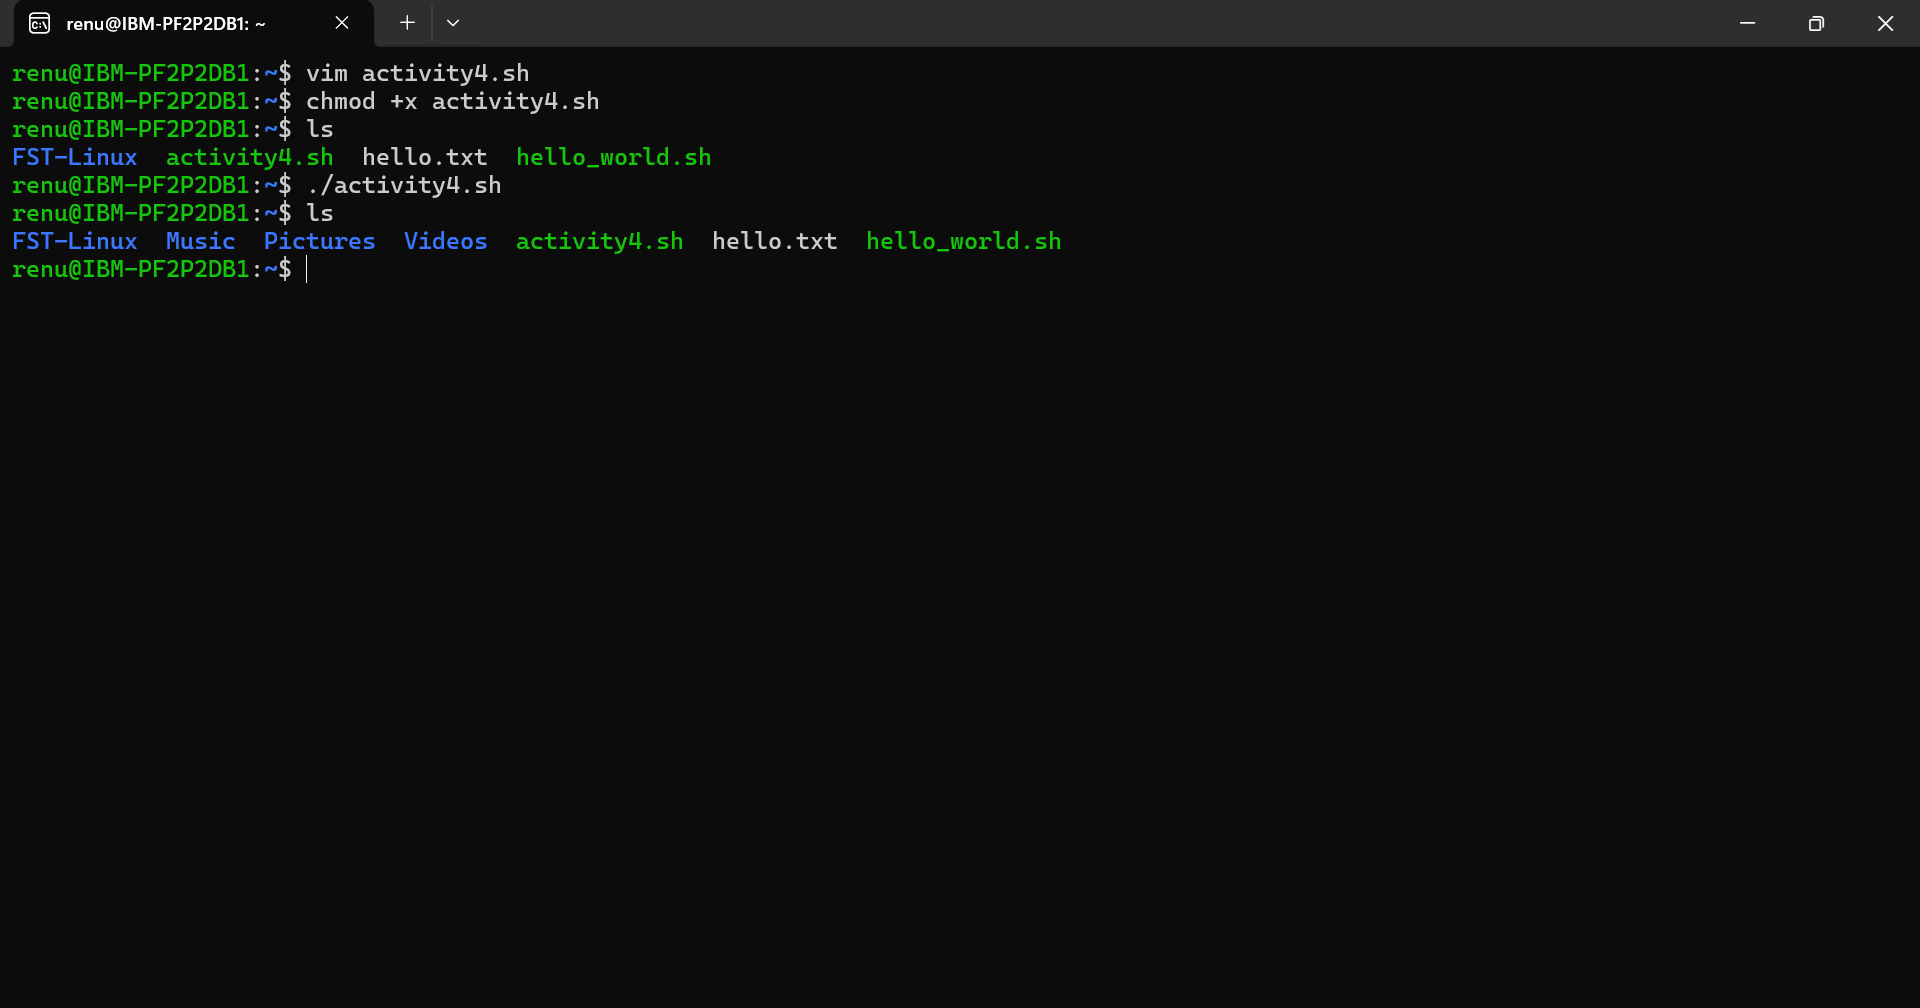 renu@IBM-PF2P2DB1: ~
renu@IBM-PF2P2DB1:~$ vim activity4.sh
renu@IBM-PF2P2DB1:~$ chmod +x activity4.sh
renu@IBM-PF2P2DB1:~$ ls
FST-Linux  activity4.sh  hello.txt  hello_world.sh
renu@IBM-PF2P2DB1:~$ ./activity4.sh
renu@IBM-PF2P2DB1:~$ ls
FST-Linux  Music  Pictures  Videos  activity4.sh  hello.txt  hello_world.sh
renu@IBM-PF2P2DB1:~$